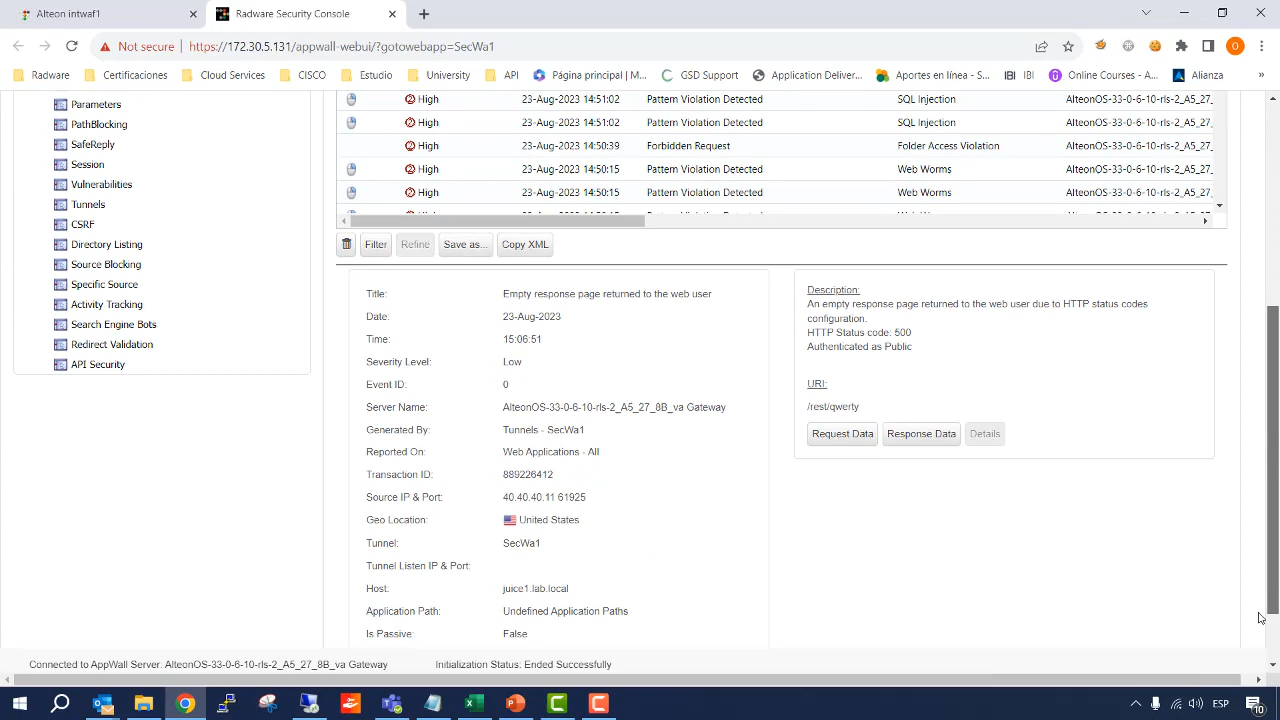 Alteon intwaf1
Radware Security Console
Not secure
https://172.30.5.131/appwall-webui/?gotowebapp=SecWa1
O
Radware
Certificaciones
Cloud Services
CISCO
Estudio
University
API
Página principal | M...
GSD Support
Application Deliver...
Aportes en línea - S...
IBI
Online Courses - A...
Alianza
»
Parameters
PathBlocking
SafeReply
Session
Vulnerabilities
Tunnels
CSRF
Directory Listing
Source Blocking
Specific Source
Activity Tracking
Search Engine Bots
Redirect Validation
API Security
High 23-Aug-2023 14:51:02 Pattern Violation Detected SQL Injection AlteonOS-33-0-6-10-rls-2_A5_27_
High 23-Aug-2023 14:51:02 Pattern Violation Detected SQL Injection AlteonOS-33-0-6-10-rls-2_A5_27_
High 23-Aug-2023 14:50:39 Forbidden Request Folder Access Violation AlteonOS-33-0-6-10-rls-2_A5_27_
High 23-Aug-2023 14:50:15 Pattern Violation Detected Web Worms AlteonOS-33-0-6-10-rls-2_A5_27_
High 23-Aug-2023 14:50:15 Pattern Violation Detected Web Worms AlteonOS-33-0-6-10-rls-2_A5_27_
Filter
Refine
Save as...
Copy XML
Title: Empty response page returned to the web user
Date: 23-Aug-2023
Time: 15:06:51
Severity Level: Low
Event ID: 0
Server Name: AlteonOS-33-0-6-10-rls-2_A5_27_8B_va Gateway
Generated By: Tunnels - SecWa1
Reported On: Web Applications - All
Transaction ID: 889226412
Source IP & Port: 40.40.40.11 61925
Geo Location: United States
Tunnel: SecWa1
Tunnel Listen IP & Port:
Host: juice1.lab.local
Application Path: Undefined Application Paths
Is Passive: False
Description:
An empty response page returned to the web user due to HTTP status codes
configuration.
HTTP Status code: 500
Authenticated as Public
URI:
/rest/qwerty
Request Data
Response Data
Details
Connected to AppWall Server: AlteonOS-33-0-6-10-rls-2_A5_27_8B_va Gateway
Initialization Status: Ended Successfully
ESP
10